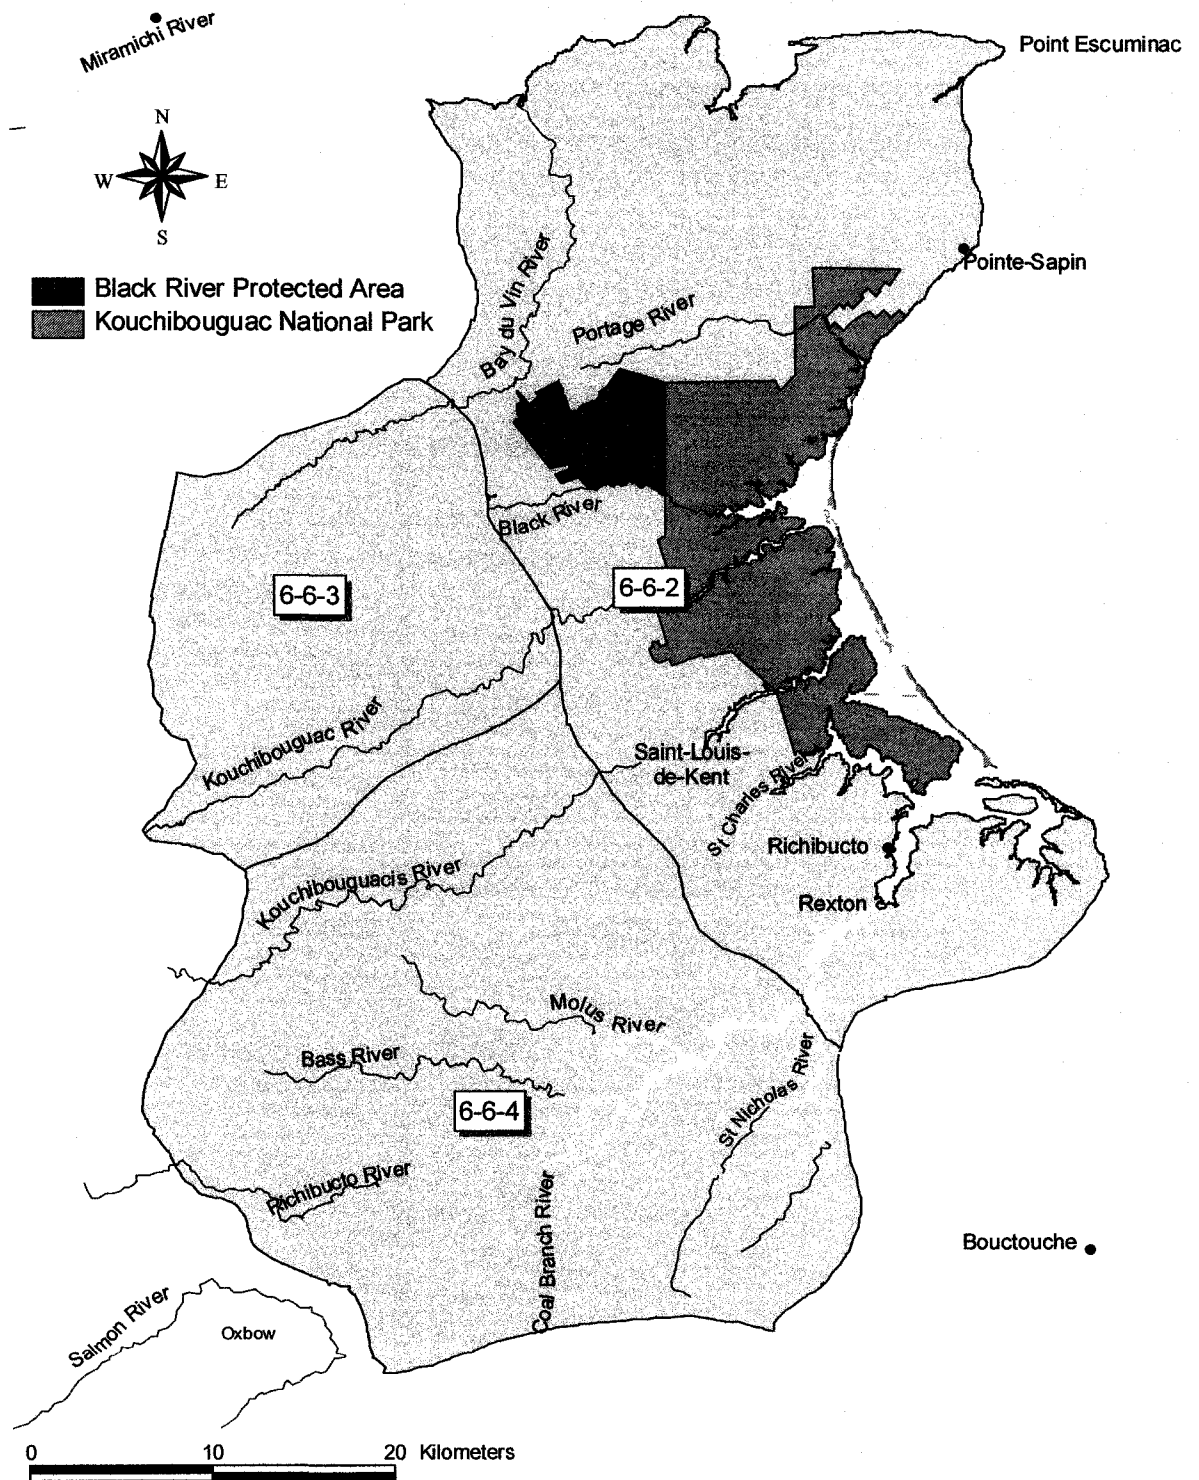 Miramichi River
Point Escuminac
N
W E
S
Pointe-Sapin
Black River Protected Area
Kouchibouguac National Park
Bay du Vin River
Portage River
Black River
6-6-3
6-6-2
Kouchibouguac River
Saint-Louis-
de-Kent
St Charles River
Richibucto
Kouchibouguacis River
Rexton
Molus River
Bass River
St Nicholas River
6-6-4
Richibucto River
Coal Branch River
Bouctouche
Salmon River
Oxbow
0 10 20 Kilometers